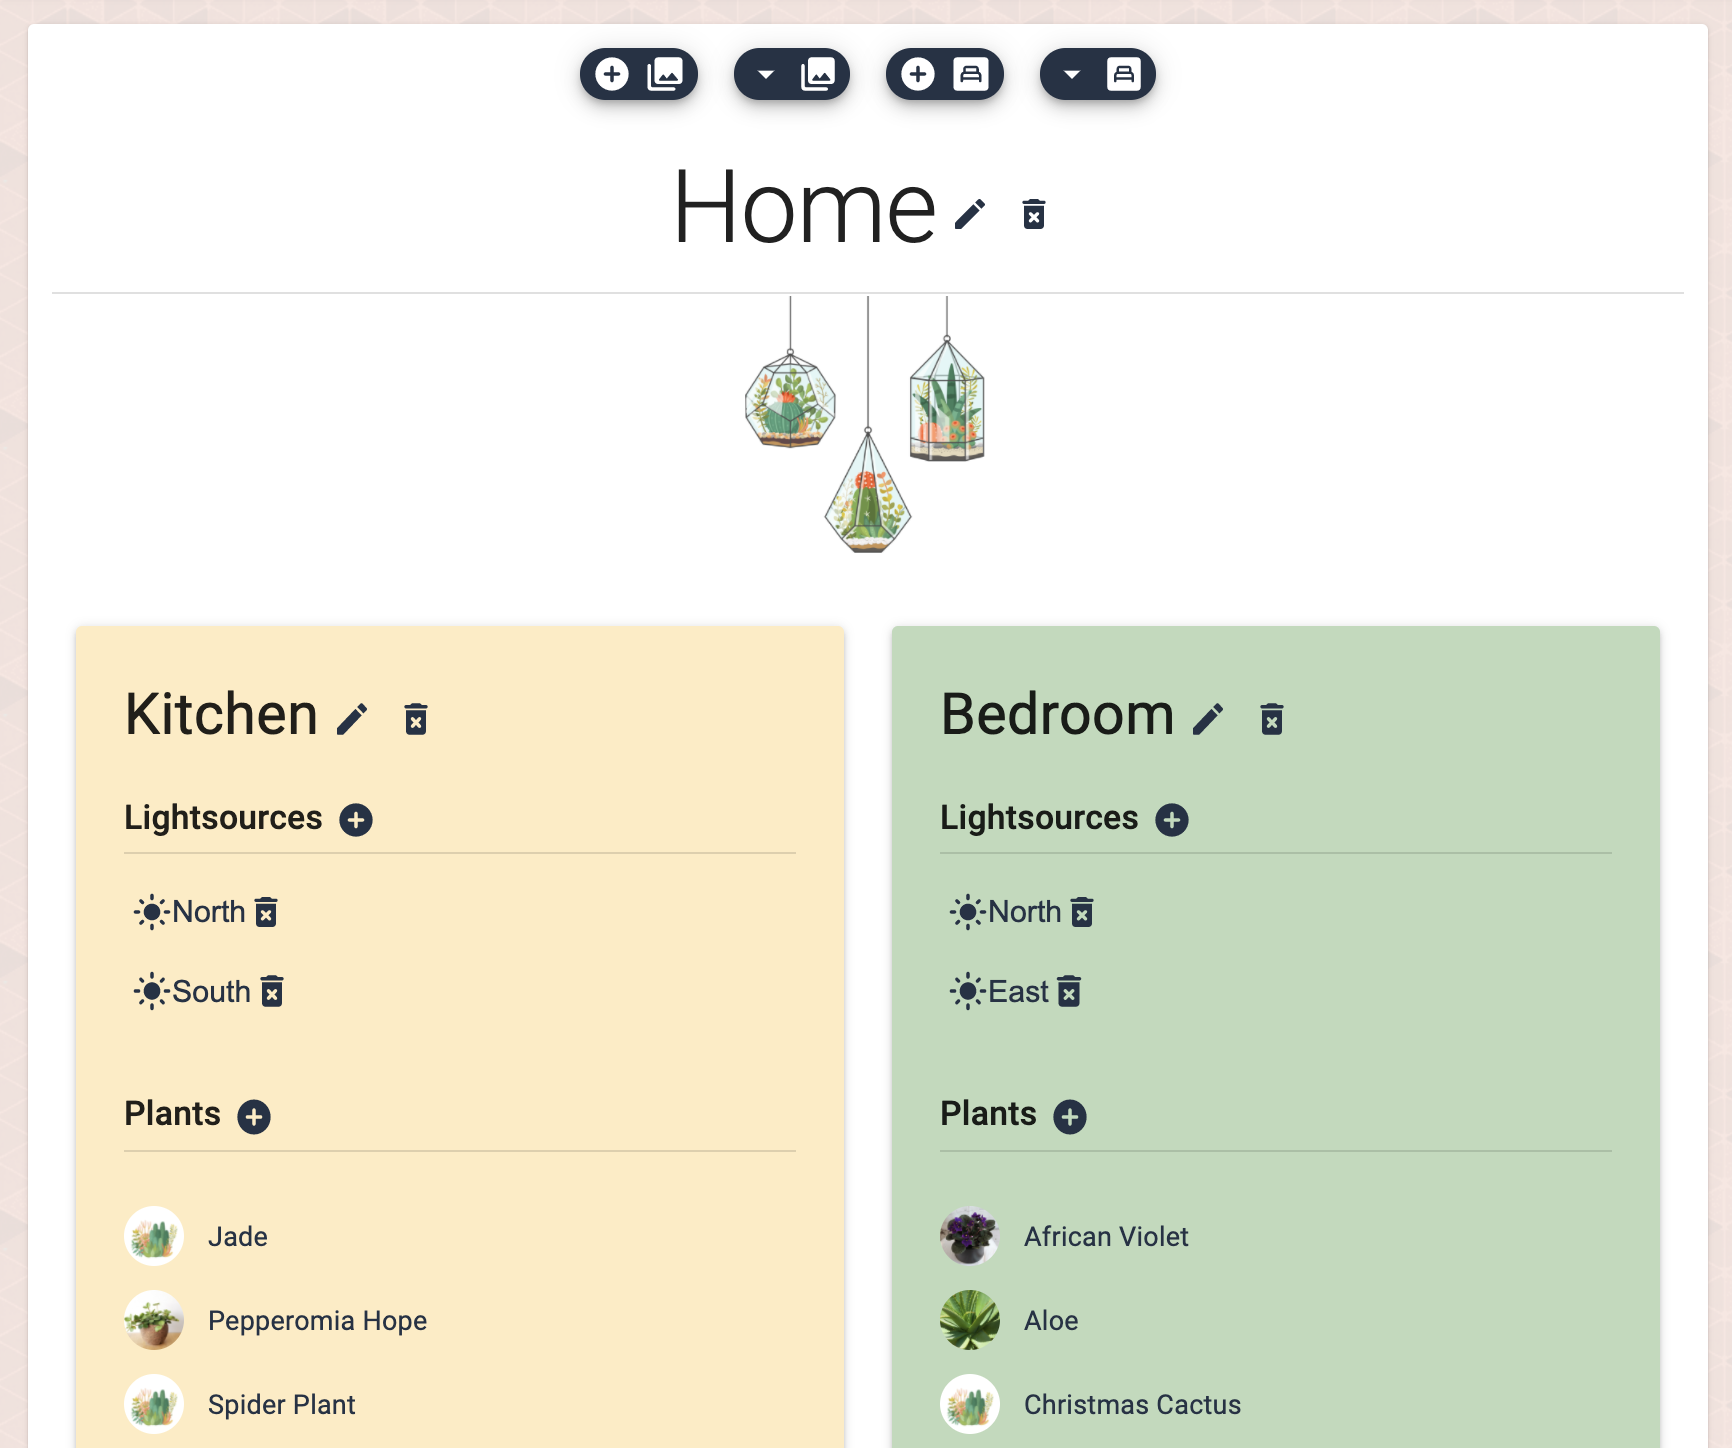 Home
Kitchen
Lightsources
North
South
Plants
Jade
Pepperomia Hope
Spider Plant
Bedroom
Lightsources
North
East
Plants
African Violet
Aloe
Christmas Cactus